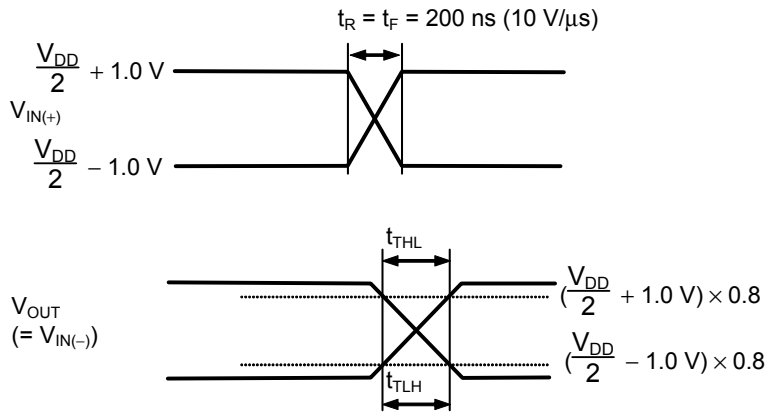 t_R = t_F = 200 ns (10 V/μs)
V_DD/2 + 1.0 V
V_IN(+)
V_DD/2 − 1.0 V
t_THL
(V_DD/2 + 1.0 V) × 0.8
V_OUT
(= V_IN(−))
(V_DD/2 − 1.0 V) × 0.8
t_TLH